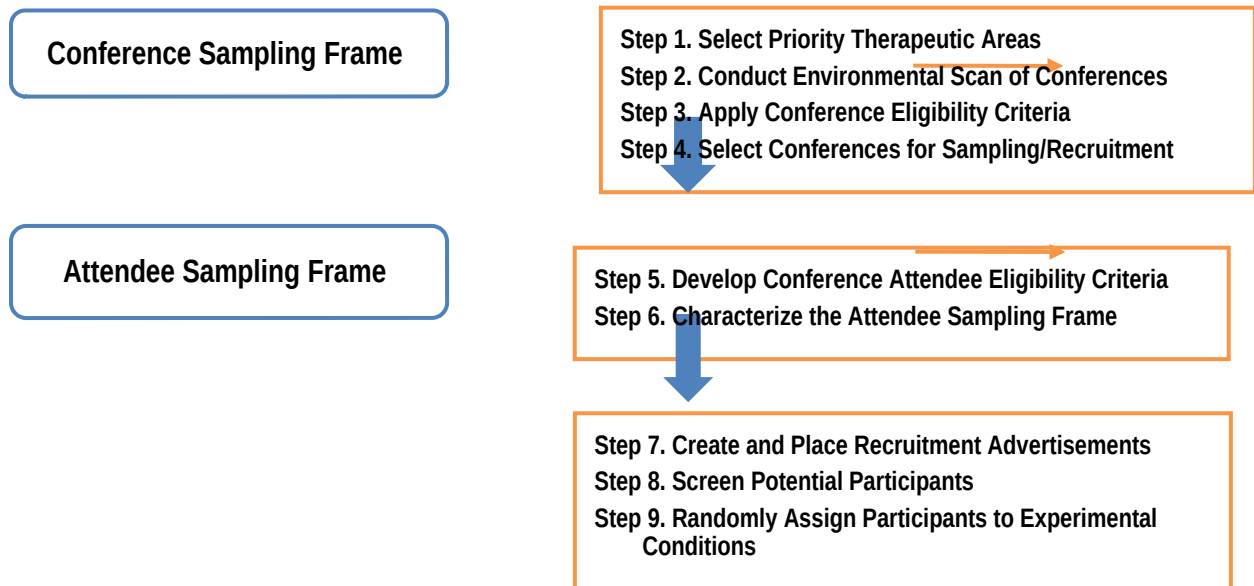 Conference Sampling Frame
Step 1. Select Priority Therapeutic Areas
Step 2. Conduct Environmental Scan of Conferences
Step 3. Apply Conference Eligibility Criteria
Step 4. Select Conferences for Sampling/Recruitment
Attendee Sampling Frame
Step 5. Develop Conference Attendee Eligibility Criteria
Step 6. Characterize the Attendee Sampling Frame
Step 7. Create and Place Recruitment Advertisements
Step 8. Screen Potential Participants
Step 9. Randomly Assign Participants to Experimental
Conditions